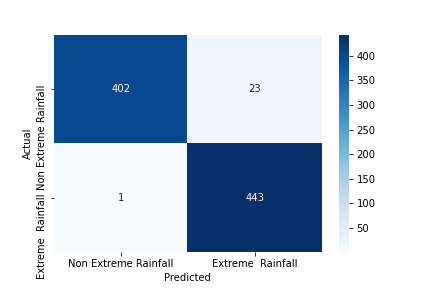 402
23
1
443
Actual
Non Extreme Rainfall
Extreme  Rainfall
Non Extreme Rainfall
Extreme  Rainfall
Predicted
400
350
300
250
200
150
100
50